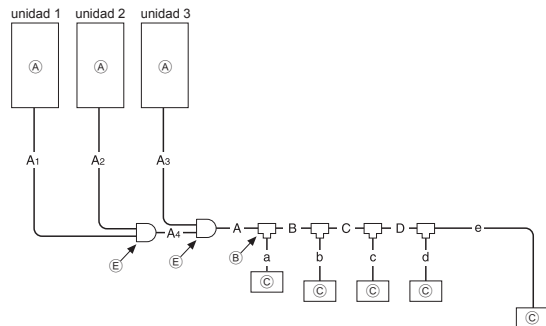 unidad 1 unidad 2 unidad 3
Ⓐ Ⓐ Ⓐ
A1 A2 A3
A4 A B C D e
Ⓔ Ⓔ Ⓑ a b c d
Ⓒ Ⓒ Ⓒ Ⓒ
Ⓒ